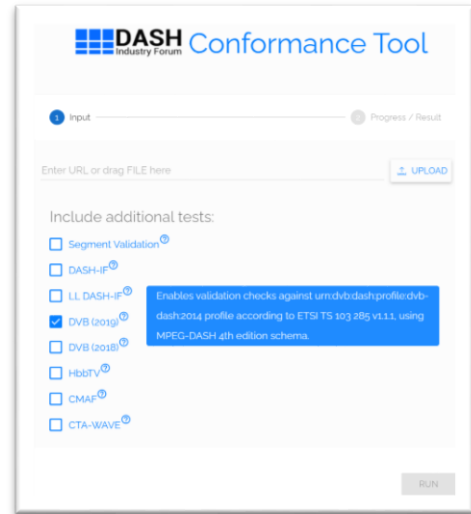 DASH Conformance Tool
Industry Forum
1 Input
2 Progress / Result
Enter URL or drag FILE here
UPLOAD
Include additional tests:
Segment Validation ?
DASH-IF ?
LL DASH-IF ?
Enables validation checks against urn:dvb:dash:profile:dvb-
DVB (2019) ?
dash:2014 profile according to ETSI TS 103 285 v1.1.1, using
MPEG-DASH 4th edition schema.
DVB (2018) ?
HbbTV ?
CMAF ?
CTA-WAVE ?
RUN